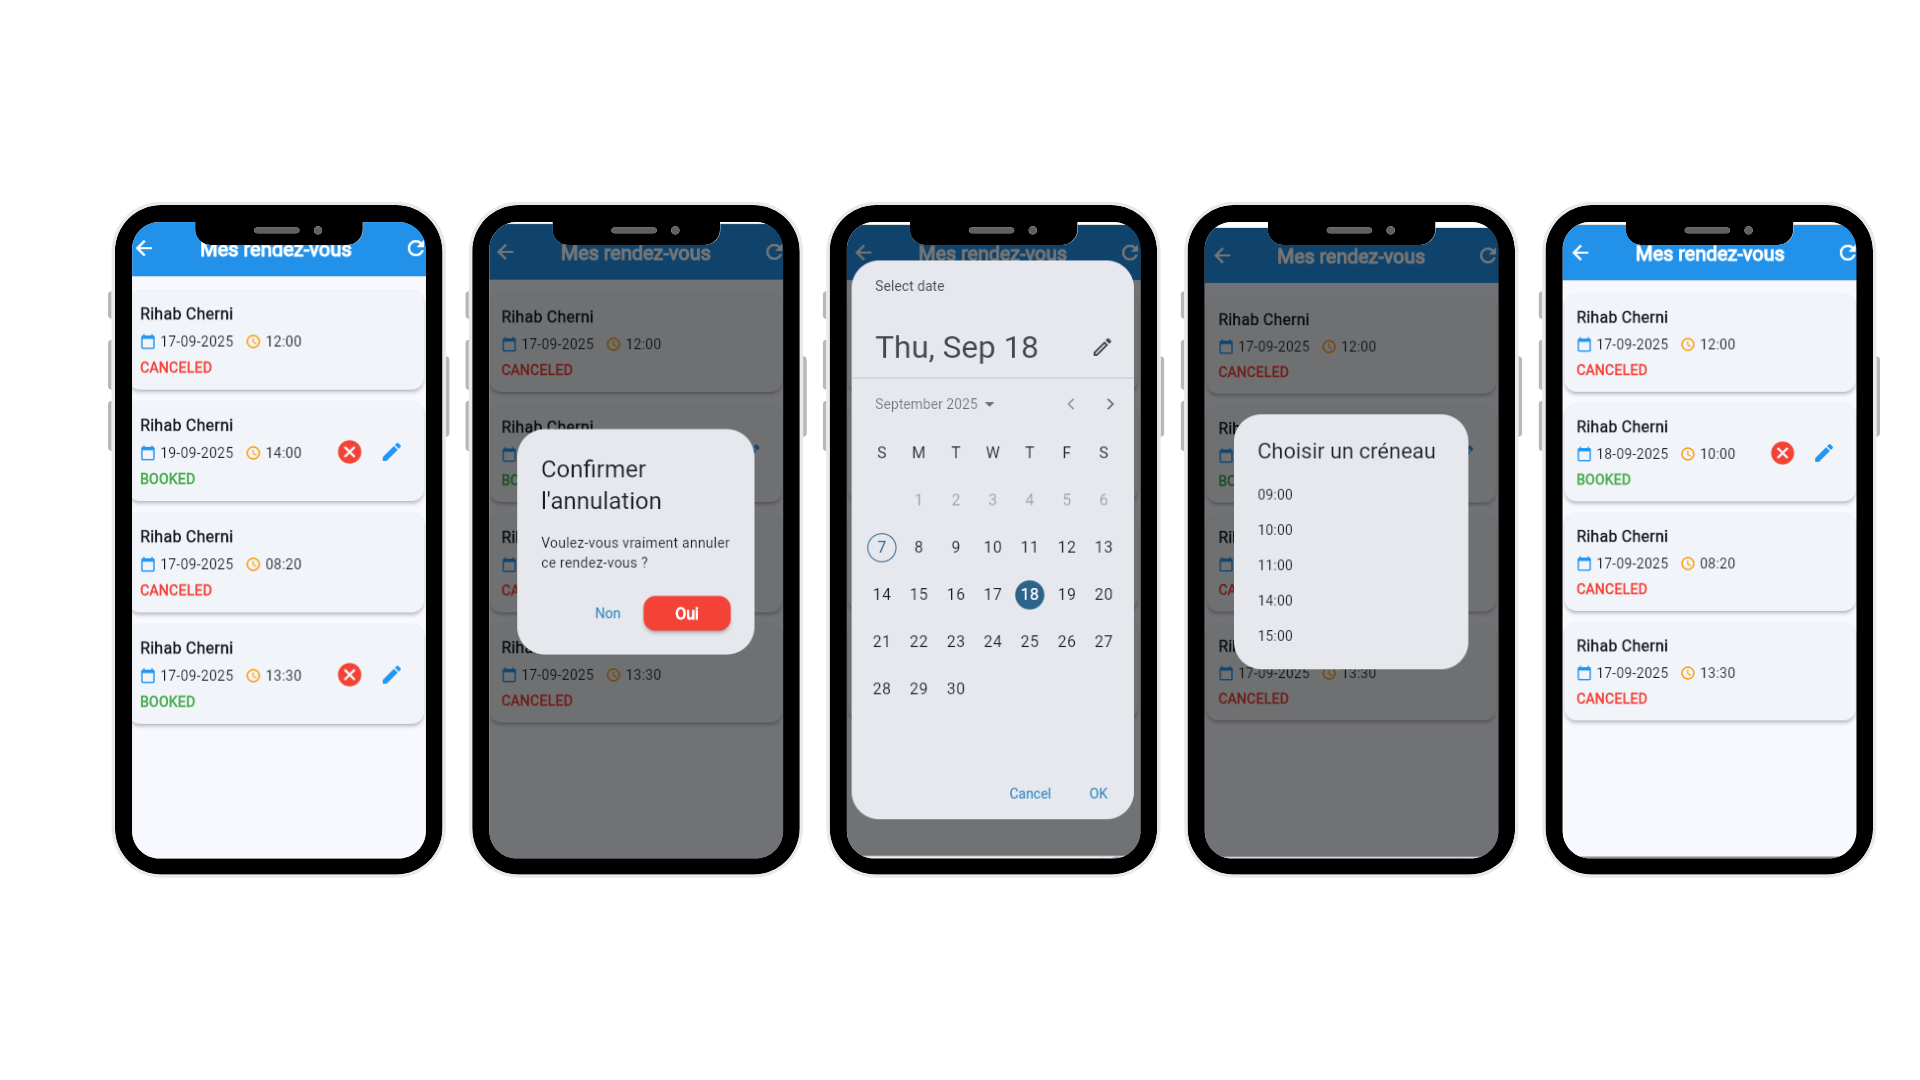 Mes rendez-vous
Rihab Cherni
17-09-2025 12:00
CANCELED
Rihab Cherni
19-09-2025 14:00
BOOKED
Rihab Cherni
17-09-2025 08:20
CANCELED
Rihab Cherni
17-09-2025 13:30
BOOKED
Mes rendez-vous
Rihab Cherni
17-09-2025 12:00
CANCELED
Rihab Cherni
BO
Confirmer
l'annulation
Voulez-vous vraiment annuler
ce rendez-vous ?
Non Oui
Ri
CA
Rih
17-09-2025 13:30
CANCELED
Mes rendez-vous
Select date
Thu, Sep 18
September 2025
S M T W T F S
1 2 3 4 5 6
7 8 9 10 11 12 13
14 15 16 17 18 19 20
21 22 23 24 25 26 27
28 29 30
Cancel OK
Mes rendez-vous
Rihab Cherni
17-09-2025 12:00
CANCELED
Ri
BO
Choisir un créneau
09:00
10:00
11:00
14:00
15:00
Ri
CA
Ri
17-09-2025 13:30
CANCELED
Mes rendez-vous
Rihab Cherni
17-09-2025 12:00
CANCELED
Rihab Cherni
18-09-2025 10:00
BOOKED
Rihab Cherni
17-09-2025 08:20
CANCELED
Rihab Cherni
17-09-2025 13:30
CANCELED